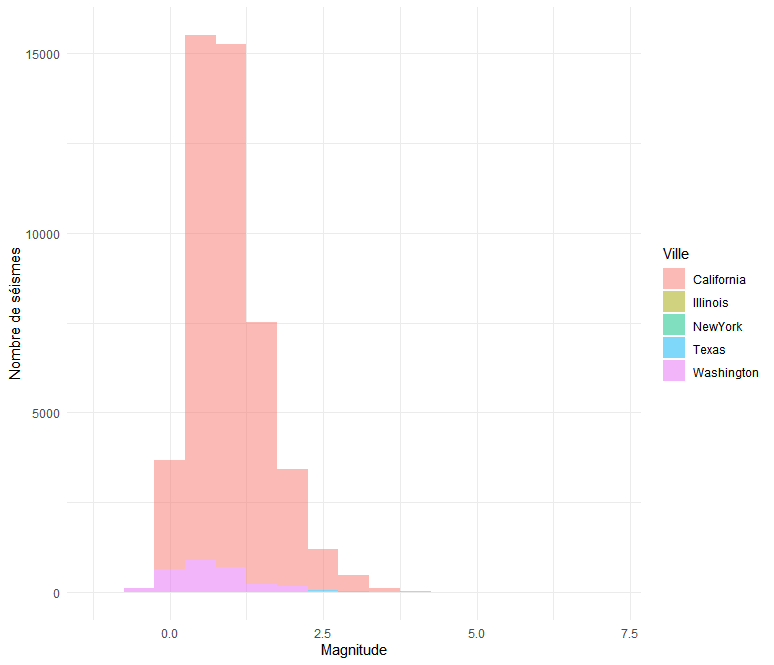 15000
10000
5000
0
Nombre de séismes
0.0
2.5
5.0
7.5
Magnitude
Ville
California
Illinois
NewYork
Texas
Washington